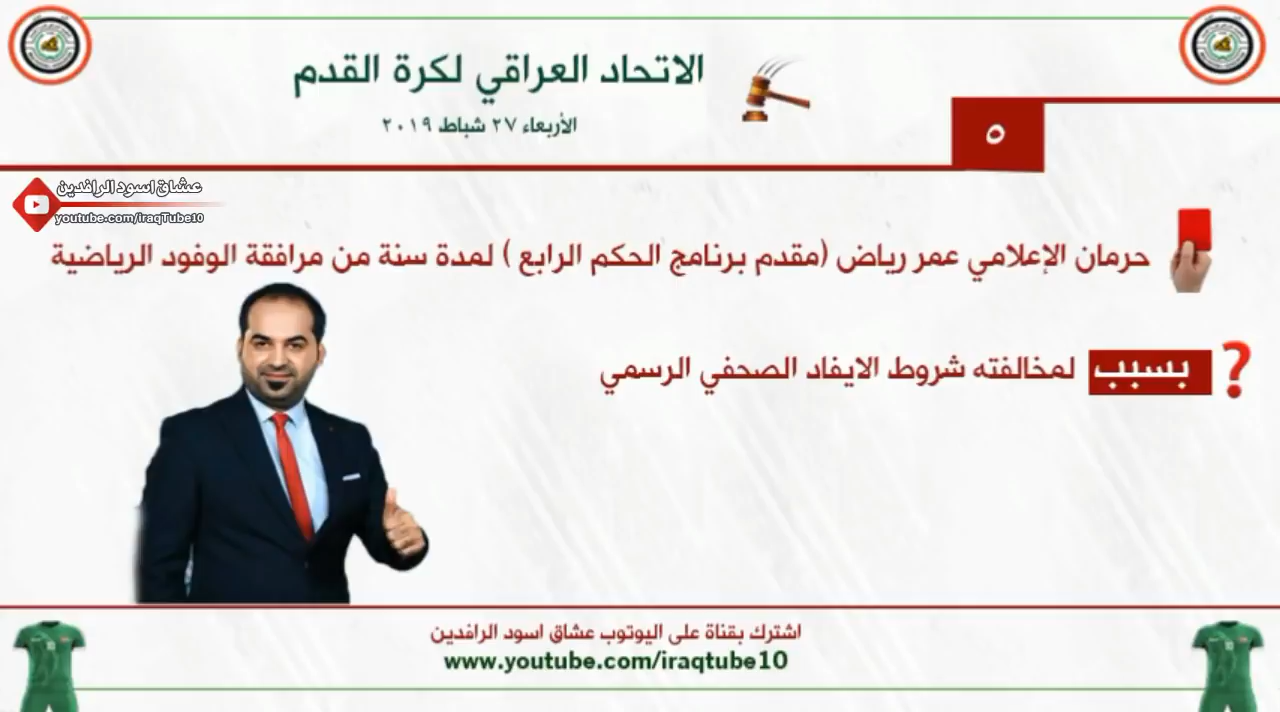 الاتحاد العراقي لكرة القدم
الأربعاء ٢٧ شباط ٢٠١٩
٥
عشاق اسود الرافدين
youtube.com/iraqTube10
حرمان الإعلامي عمر رياض (مقدم برنامج الحكم الرابع ) لمدة سنة من مرافقة الوفود الرياضية
بسبب لمخالفته شروط الايفاد الصحفي الرسمي
اشترك بقناة على اليوتوب عشاق اسود الرافدين
www.youtube.com/iraqtube10